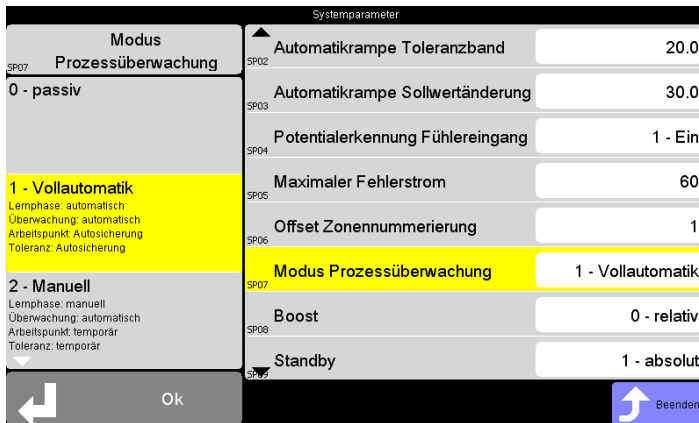 Systemparameter
Modus
SP07 Prozessüberwachung
0 - passiv
1 - Vollautomatik
Lernphase: automatisch
Überwachung: automatisch
Arbeitspunkt: Autosicherung
Toleranz: Autosicherung
2 - Manuell
Lernphase: manuell
Überwachung: automatisch
Arbeitspunkt: temporär
Toleranz: temporär
Ok
SP02 Automatikrampe Toleranzband 20.0
SP03 Automatikrampe Sollwertänderung 30.0
SP04 Potentialerkennung Fühlereingang 1 - Ein
SP05 Maximaler Fehlerstrom 60
SP06 Offset Zonennummerierung 1
SP07 Modus Prozessüberwachung 1 - Vollautomatik
SP08 Boost 0 - relativ
SP09 Standby 1 - absolut
Beenden